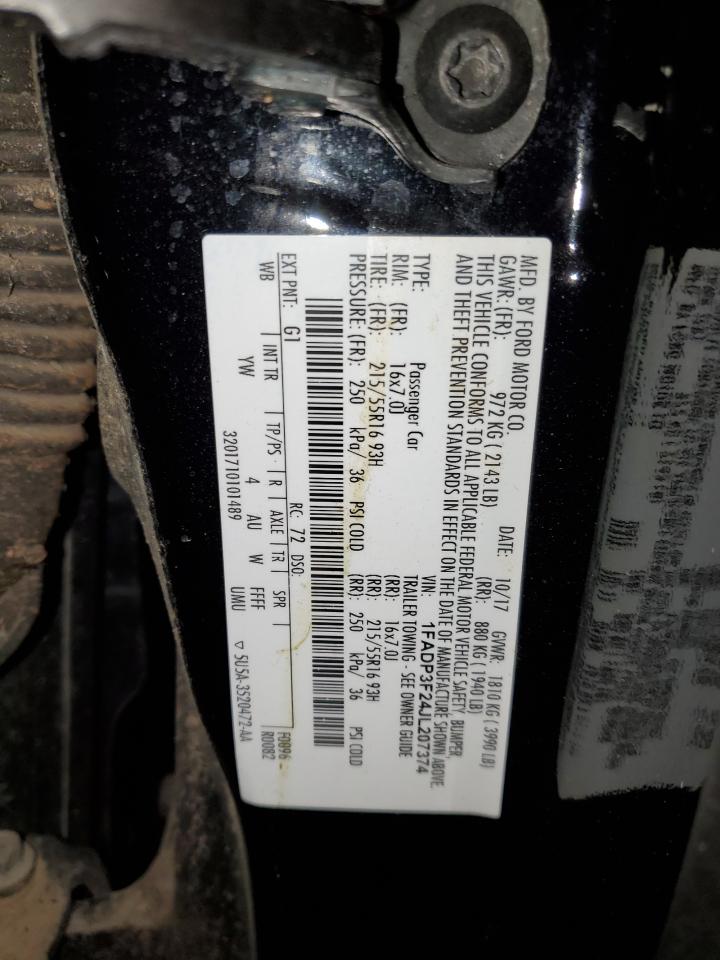 MFD. BY FORD MOTOR CO. DATE: 10/17 GVWR: 1810 KG ( 3990 LB)
GAWR: (FR): 972 KG ( 2143 LB) (RR): 880 KG ( 1940 LB)
THIS VEHICLE CONFORMS TO ALL APPLICABLE FEDERAL MOTOR VEHICLE SAFETY, BUMPER,
AND THEFT PREVENTION STANDARDS IN EFFECT ON THE DATE OF MANUFACTURE SHOWN ABOVE.
VIN: 1FADP3F24JL207374
TYPE: Passenger Car TRAILER TOWING - SEE OWNER GUIDE
RIM: (FR): 16x7.0J (RR): 16x7.0J
TIRE: (FR): 215/55R16 93H (RR): 215/55R16 93H
PRESSURE: (FR): 250 kPa/ 36 PSI COLD (RR): 250 kPa/ 36 PSI COLD
EXT PNT: G1 RC: 72 DSO: F0896
WB INT TR TP/PS R AXLE TR SPR R0082
YW 4 AU W FFFF
3201710101489 UMU ▽ 5U5A-3520472-AA